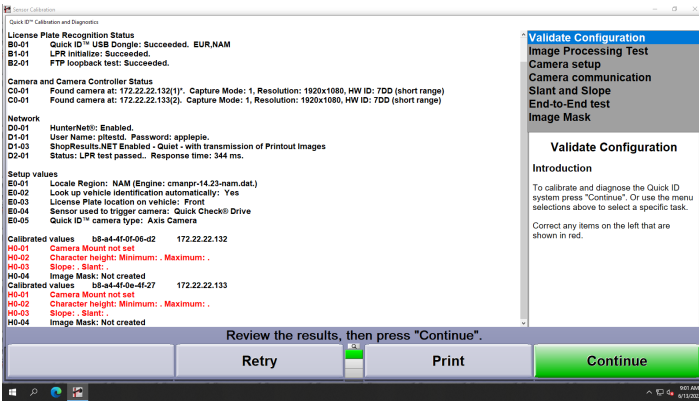 Sensor Calibration
Quick ID™ Calibration and Diagnostics
License Plate Recognition Status
B0-01 Quick ID™ USB Dongle: Succeeded. EUR,NAM
B1-01 LPR initialize: Succeeded.
B2-01 FTP loopback test: Succeeded.
Camera and Camera Controller Status
C0-01 Found camera at: 172.22.22.132(1)*. Capture Mode: 1, Resolution: 1920x1080, HW ID: 7DD (short range)
C0-01 Found camera at: 172.22.22.133(2). Capture Mode: 1, Resolution: 1920x1080, HW ID: 7DD (short range)
Network
D0-01 HunterNet®: Enabled.
D1-01 User Name: pltestd. Password: applepie.
D1-03 ShopResults.NET Enabled - Quiet - with transmission of Printout Images
D2-01 Status: LPR test passed.. Response time: 344 ms.
Setup values
E0-01 Locale Region: NAM (Engine: cmanpr-14.23-nam.dat.)
E0-02 Look up vehicle identification automatically: Yes
E0-03 License Plate location on vehicle: Front
E0-04 Sensor used to trigger camera: Quick Check® Drive
E0-05 Quick ID™ camera type: Axis Camera
Calibrated values b8-a4-4f-0f-06-d2 172.22.22.132
H0-01 Camera Mount not set
H0-02 Character height: Minimum: . Maximum: .
H0-03 Slope: . Slant: .
H0-04 Image Mask: Not created
Calibrated values b8-a4-4f-0e-4f-27 172.22.22.133
H0-01 Camera Mount not set
H0-02 Character height: Minimum: . Maximum: .
H0-03 Slope: . Slant: .
H0-04 Image Mask: Not created
Validate Configuration
Image Processing Test
Camera setup
Camera communication
Slant and Slope
End-to-End test
Image Mask
Validate Configuration
Introduction
To calibrate and diagnose the Quick ID
system press "Continue". Or use the menu
selections above to select a specific task.
Correct any items on the left that are
shown in red.
Review the results, then press "Continue".
Retry
Print
Continue
9:01 AM